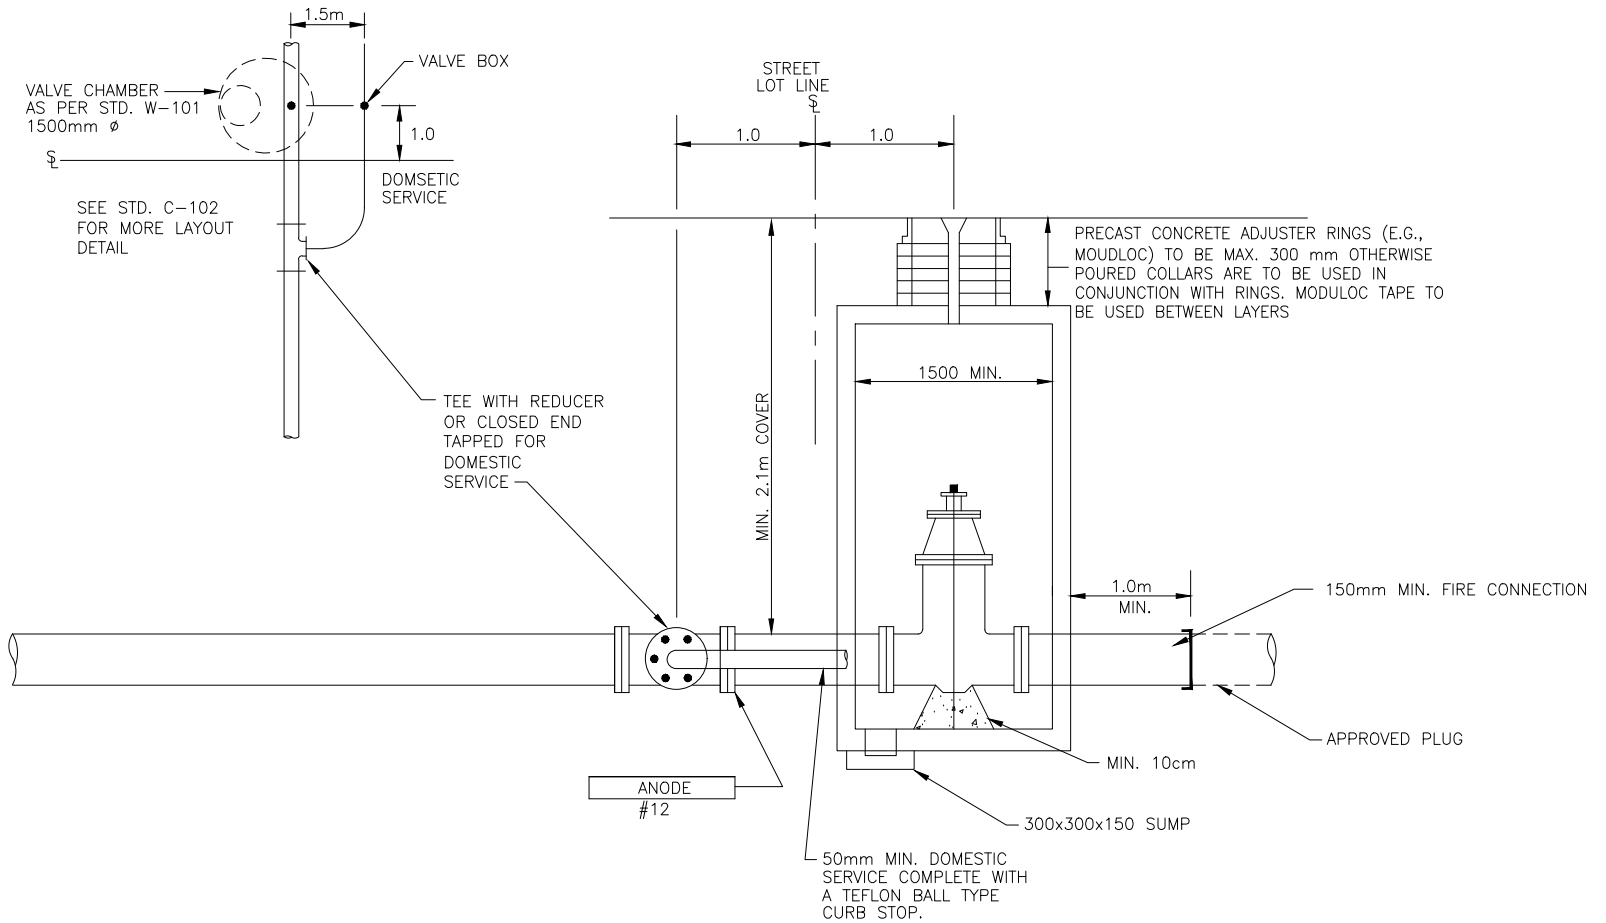 1.5m
VALVE BOX
VALVE CHAMBER
AS PER STD. W-101
1500mm ø
1.0
DOMSETIC
SERVICE
SEE STD. C-102
FOR MORE LAYOUT
DETAIL
STREET
LOT LINE
1.0
1.0
PRECAST CONCRETE ADJUSTER RINGS (E.G.,
MOUDLOC) TO BE MAX. 300 mm OTHERWISE
POURED COLLARS ARE TO BE USED IN
CONJUNCTION WITH RINGS. MODULOC TAPE TO
BE USED BETWEEN LAYERS
1500 MIN.
MIN. 2.1m COVER
TEE WITH REDUCER
OR CLOSED END
TAPPED FOR
DOMESTIC
SERVICE
1.0m
MIN.
150mm MIN. FIRE CONNECTION
APPROVED PLUG
MIN. 10cm
ANODE
#12
300x300x150 SUMP
50mm MIN. DOMESTIC
SERVICE COMPLETE WITH
A TEFLON BALL TYPE
CURB STOP.